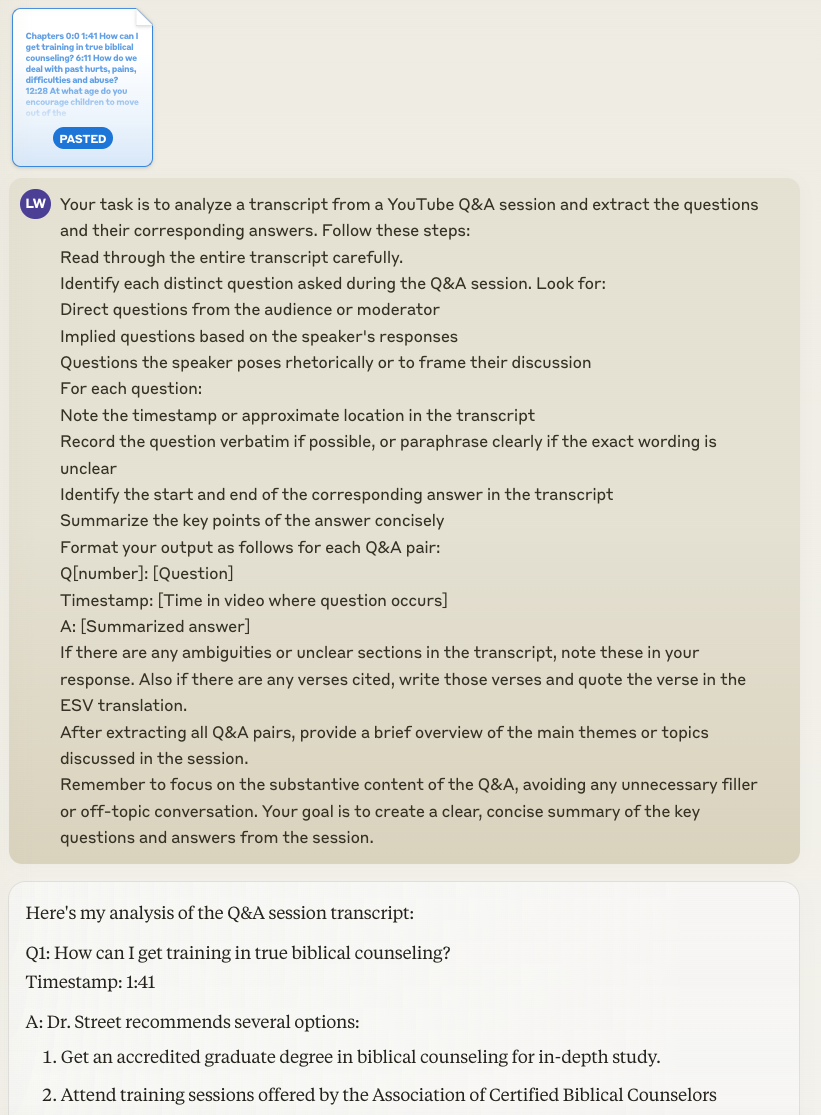 Chapters 0:0 1:41 How can I
get training in true biblical
counseling? 6:11 How do we
deal with past hurts, pains,
difficulties and abuse?
12:28 At what age do you
encourage children to move
out of the
PASTED
LW
Your task is to analyze a transcript from a YouTube Q&A session and extract the questions
and their corresponding answers. Follow these steps:
Read through the entire transcript carefully.
Identify each distinct question asked during the Q&A session. Look for:
Direct questions from the audience or moderator
Implied questions based on the speaker's responses
Questions the speaker poses rhetorically or to frame their discussion
For each question:
Note the timestamp or approximate location in the transcript
Record the question verbatim if possible, or paraphrase clearly if the exact wording is
unclear
Identify the start and end of the corresponding answer in the transcript
Summarize the key points of the answer concisely
Format your output as follows for each Q&A pair:
Q[number]: [Question]
Timestamp: [Time in video where question occurs]
A: [Summarized answer]
If there are any ambiguities or unclear sections in the transcript, note these in your
response. Also if there are any verses cited, write those verses and quote the verse in the
ESV translation.
After extracting all Q&A pairs, provide a brief overview of the main themes or topics
discussed in the session.
Remember to focus on the substantive content of the Q&A, avoiding any unnecessary filler
or off-topic conversation. Your goal is to create a clear, concise summary of the key
questions and answers from the session.
Here's my analysis of the Q&A session transcript:
Q1: How can I get training in true biblical counseling?
Timestamp: 1:41
A: Dr. Street recommends several options:
1. Get an accredited graduate degree in biblical counseling for in-depth study.
2. Attend training sessions offered by the Association of Certified Biblical Counselors